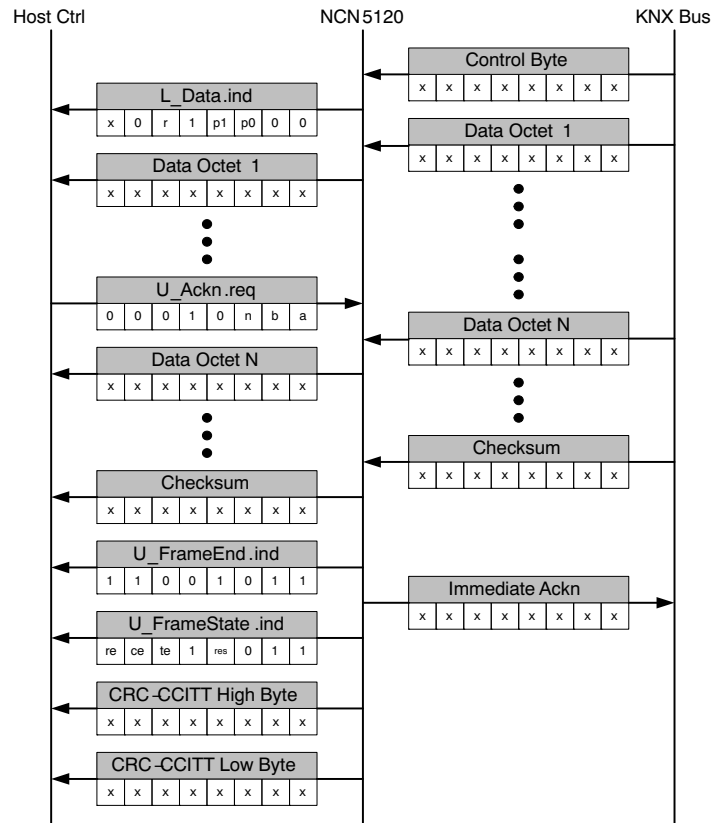 Host Ctrl NCN5120 KNX Bus
Control Byte
x x x x x x x x
L_Data.ind
x 0 r 1 p1 p0 0 0
Data Octet 1
x x x x x x x x
Data Octet 1
x x x x x x x x
U_Ackn.req
0 0 0 1 0 n b a
Data Octet N
x x x x x x x x
Data Octet N
x x x x x x x x
Checksum
x x x x x x x x
Checksum
x x x x x x x x
U_FrameEnd.ind
1 1 0 0 1 0 1 1
Immediate Ackn
x x x x x x x x
U_FrameState.ind
re ce te 1 res 0 1 1
CRC-CCITT High Byte
x x x x x x x x
CRC-CCITT Low Byte
x x x x x x x x